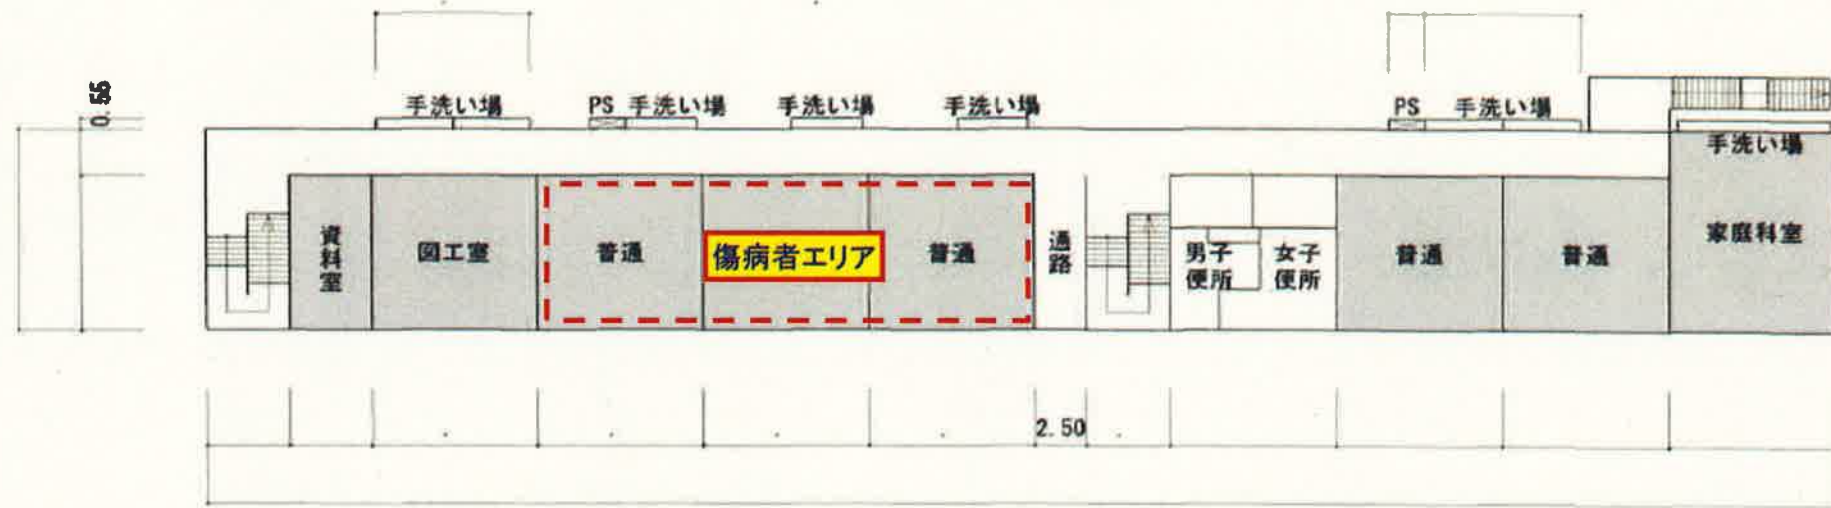 手洗い場
PS 手洗い場
手洗い場
手洗い場
PS 手洗い場
手洗い場
資料室
図工室
普通
傷病者エリア
普通
通路
男子便所
女子便所
普通
普通
家庭科室
2.50